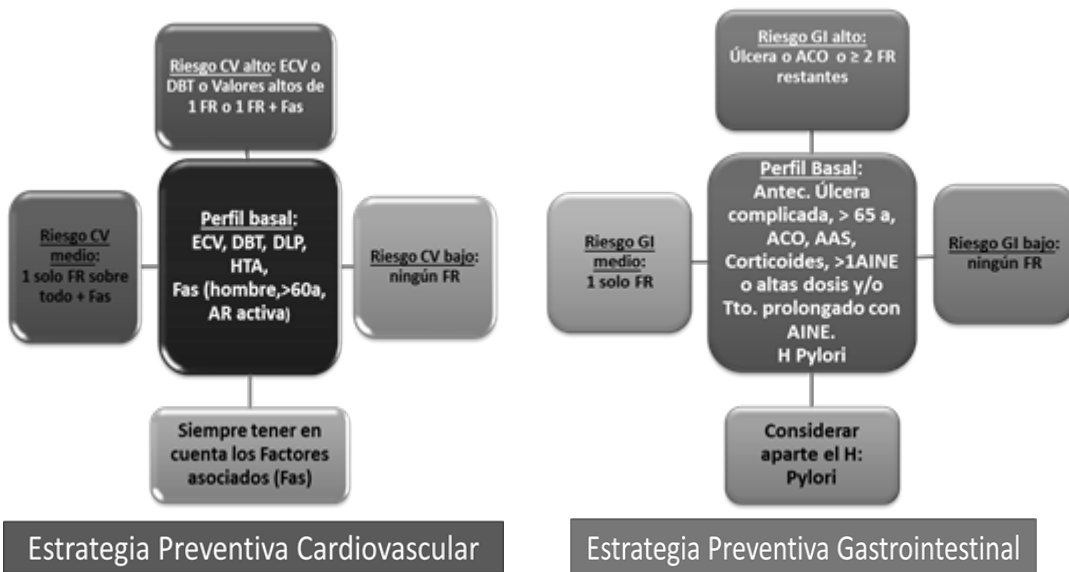 Riesgo CV alto: ECV o
DBT o Valores altos de
1 FR o 1 FR + Fas
Riesgo CV
medio:
1 solo FR sobre
todo + Fas
Perfil basal:
ECV, DBT, DLP,
HTA,
Fas (hombre,>60a,
AR activa)
Riesgo CV bajo:
ningún FR
Siempre tener en
cuenta los Factores
asociados (Fas)
Estrategia Preventiva Cardiovascular
Riesgo GI alto:
Úlcera o ACO o ≥ 2 FR
restantes
Riesgo GI
medio:
1 solo FR
Perfil Basal:
Antec. Úlcera
complicada, > 65 a,
ACO, AAS,
Corticoides, >1AINE
o altas dosis y/o
Tto. prolongado con
AINE.
H Pylori
Riesgo GI bajo:
ningún FR
Considerar
aparte el H:
Pylori
Estrategia Preventiva Gastrointestinal